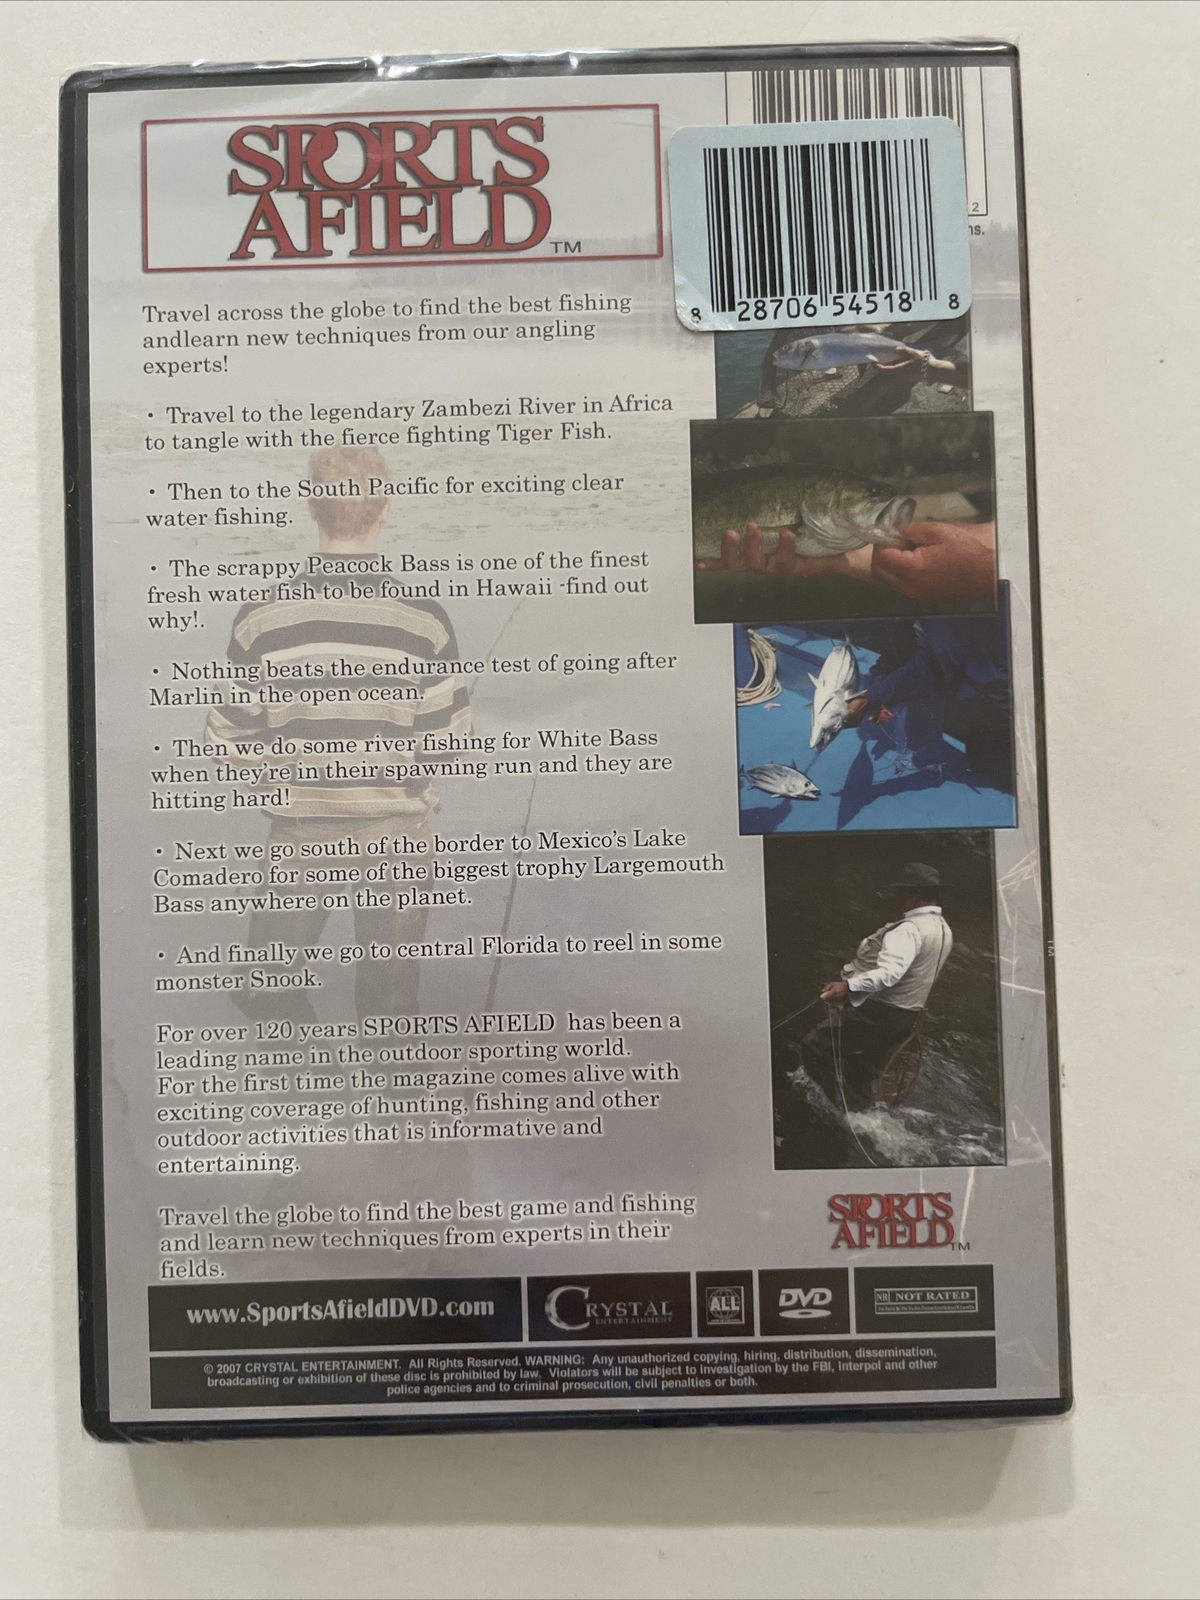 SPORTS
AFIELD
TM
2
ns.
8 28706 54518 8
Travel across the globe to find the best fishing
andlearn new techniques from our angling
experts!
• Travel to the legendary Zambezi River in Africa
to tangle with the fierce fighting Tiger Fish.
• Then to the South Pacific for exciting clear
water fishing.
• The scrappy Peacock Bass is one of the finest
fresh water fish to be found in Hawaii -find out
why!.
• Nothing beats the endurance test of going after
Marlin in the open ocean.
• Then we do some river fishing for White Bass
when they're in their spawning run and they are
hitting hard!
• Next we go south of the border to Mexico's Lake
Comadero for some of the biggest trophy Largemouth
Bass anywhere on the planet.
• And finally we go to central Florida to reel in some
monster Snook.
For over 120 years SPORTS AFIELD has been a
leading name in the outdoor sporting world.
For the first time the magazine comes alive with
exciting coverage of hunting, fishing and other
outdoor activities that is informative and
entertaining.
Travel the globe to find the best game and fishing
and learn new techniques from experts in their
fields.
SPORTS
AFIELD
TM
www.SportsAfieldDVD.com
CRYSTAL
ENTERTAINMENT
ALL
DVD
NR NOT RATED
© 2007 CRYSTAL ENTERTAINMENT. All Rights Reserved. WARNING: Any unauthorized copying, hiring, distribution, dissemination,
broadcasting or exhibition of these disc is prohibited by law. Violators will be subject to investigation by the FBI, Interpol and other
police agencies and to criminal prosecution, civil penalties or both.